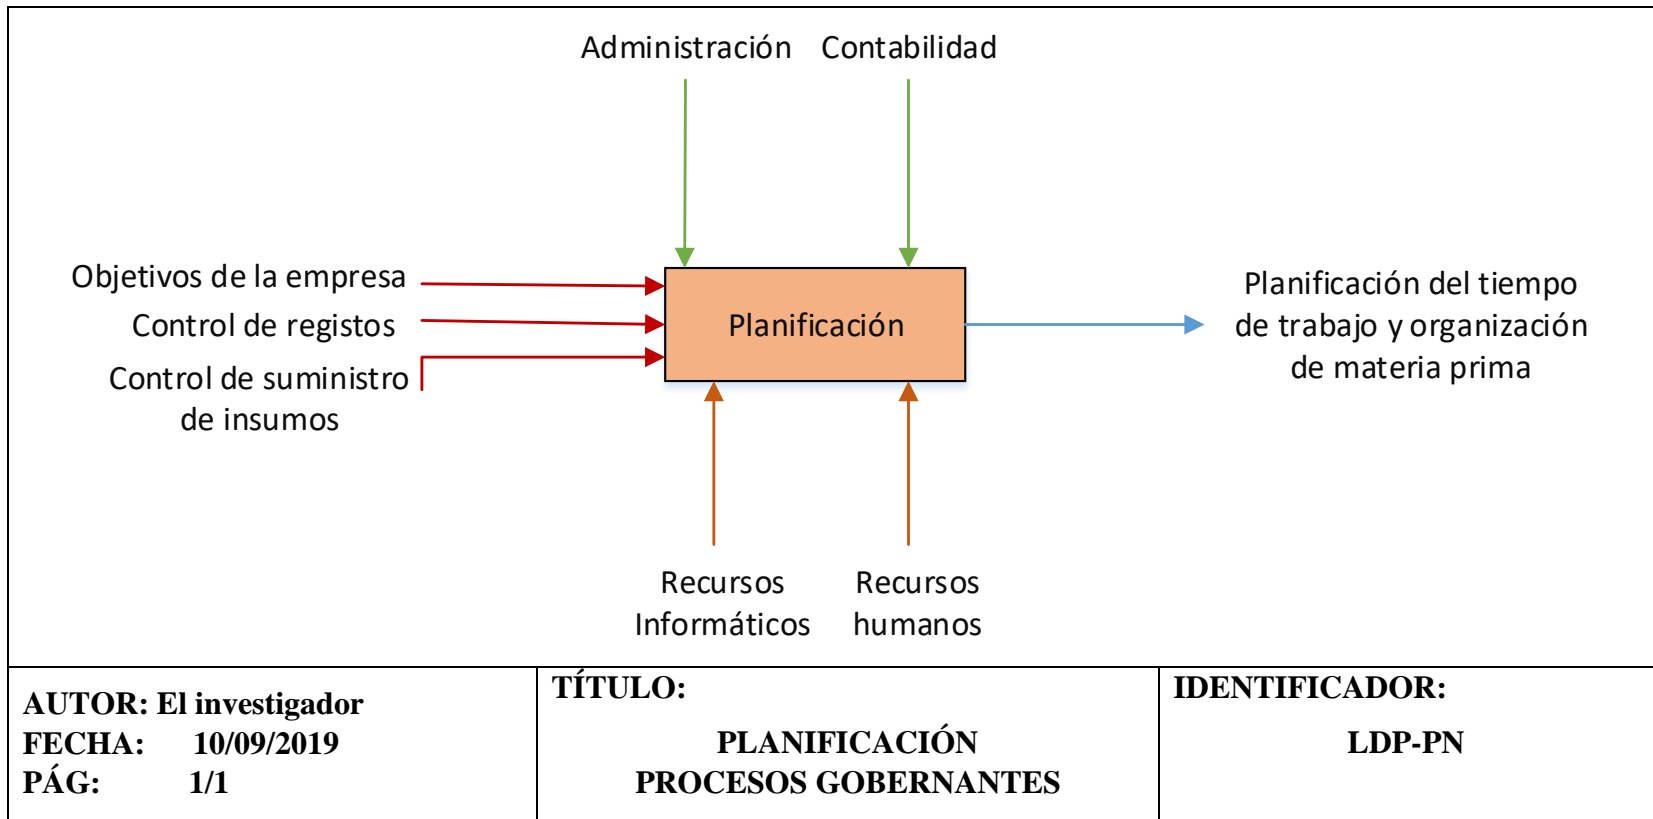 Administración Contabilidad
Objetivos de la empresa
Control de registos
Control de suministro
de insumos
Planificación
Planificación del tiempo
de trabajo y organización
de materia prima
Recursos
Informáticos
Recursos
humanos
AUTOR: El investigador
FECHA: 10/09/2019
PÁG: 1/1
TÍTULO:
PLANIFICACIÓN
PROCESOS GOBERNANTES
IDENTIFICADOR:
LDP-PN